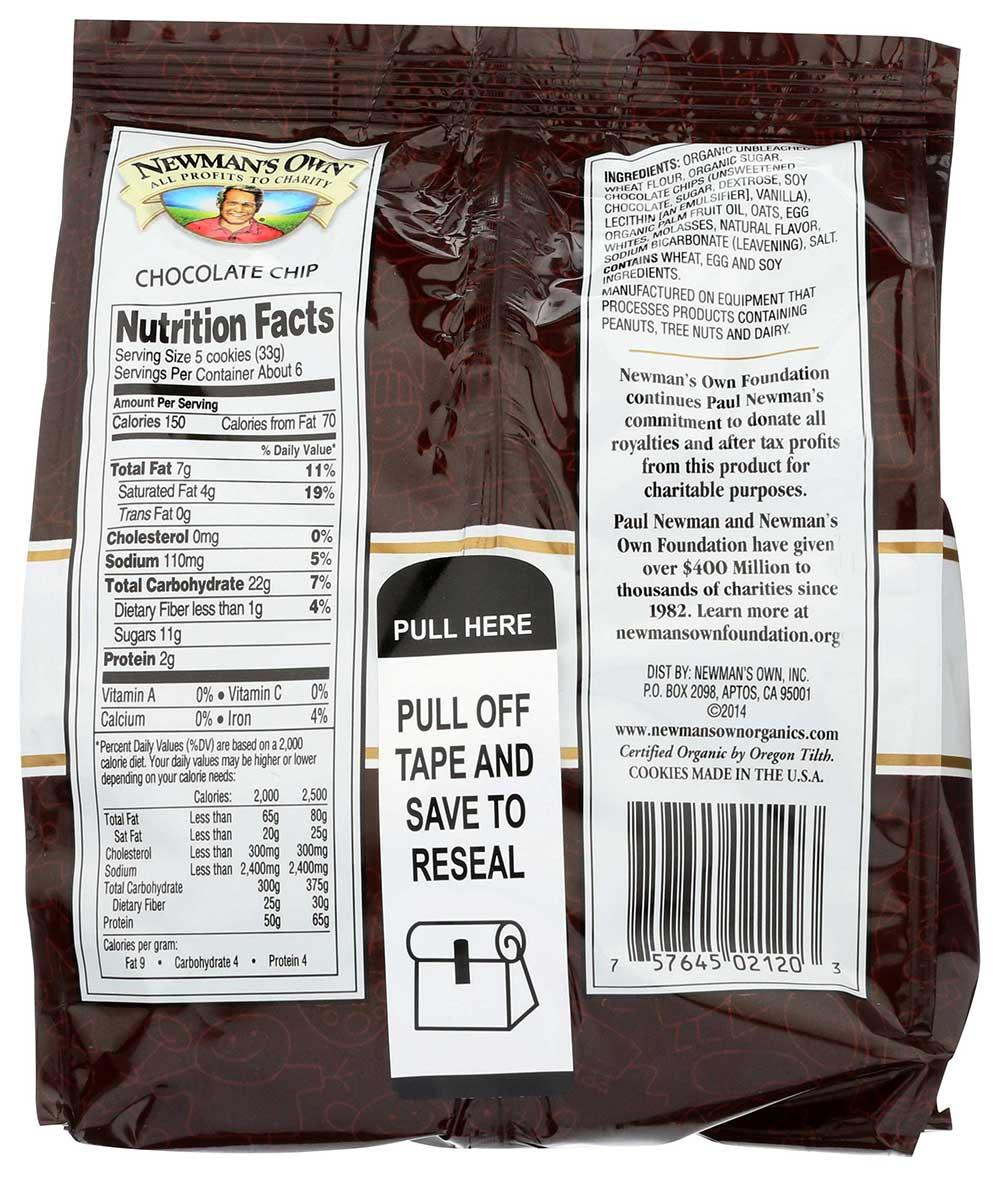 NEWMAN'S OWN
ALL PROFITS TO CHARITY
CHOCOLATE CHIP
Nutrition Facts
Serving Size 5 cookies (33g)
Servings Per Container About 6
Amount Per Serving
Calories 150 Calories from Fat 70
% Daily Value*
Total Fat 7g 11%
Saturated Fat 4g 19%
Trans Fat 0g
Cholesterol 0mg 0%
Sodium 110mg 5%
Total Carbohydrate 22g 7%
Dietary Fiber less than 1g 4%
Sugars 11g
Protein 2g
Vitamin A 0% • Vitamin C 0%
Calcium 0% • Iron 4%
*Percent Daily Values (%DV) are based on a 2,000
calorie diet. Your daily values may be higher or lower
depending on your calorie needs:
Calories: 2,000 2,500
Total Fat Less than 65g 80g
Sat Fat Less than 20g 25g
Cholesterol Less than 300mg 300mg
Sodium Less than 2,400mg 2,400mg
Total Carbohydrate 300g 375g
Dietary Fiber 25g 30g
Protein 50g 65g
Calories per gram:
Fat 9 • Carbohydrate 4 • Protein 4
PULL HERE
PULL OFF
TAPE AND
SAVE TO
RESEAL
INGREDIENTS: ORGANIC UNBLEACHED
WHEAT FLOUR, ORGANIC SUGAR,
CHOCOLATE CHIPS (UNSWEETENED
CHOCOLATE, SUGAR, DEXTROSE, SOY
LECITHIN [AN EMULSIFIER], VANILLA),
ORGANIC PALM FRUIT OIL, OATS, EGG
WHITES, MOLASSES, NATURAL FLAVOR,
SODIUM BICARBONATE (LEAVENING), SALT.
CONTAINS WHEAT, EGG AND SOY
INGREDIENTS.
MANUFACTURED ON EQUIPMENT THAT
PROCESSES PRODUCTS CONTAINING
PEANUTS, TREE NUTS AND DAIRY.
Newman's Own Foundation
continues Paul Newman's
commitment to donate all
royalties and after tax profits
from this product for
charitable purposes.
Paul Newman and Newman's
Own Foundation have given
over $400 Million to
thousands of charities since
1982. Learn more at
newmansownfoundation.org
DIST BY: NEWMAN'S OWN, INC.
P.O. BOX 2098, APTOS, CA 95001
©2014
www.newmansownorganics.com
Certified Organic by Oregon Tilth.
COOKIES MADE IN THE U.S.A.
7 57645 02120 3